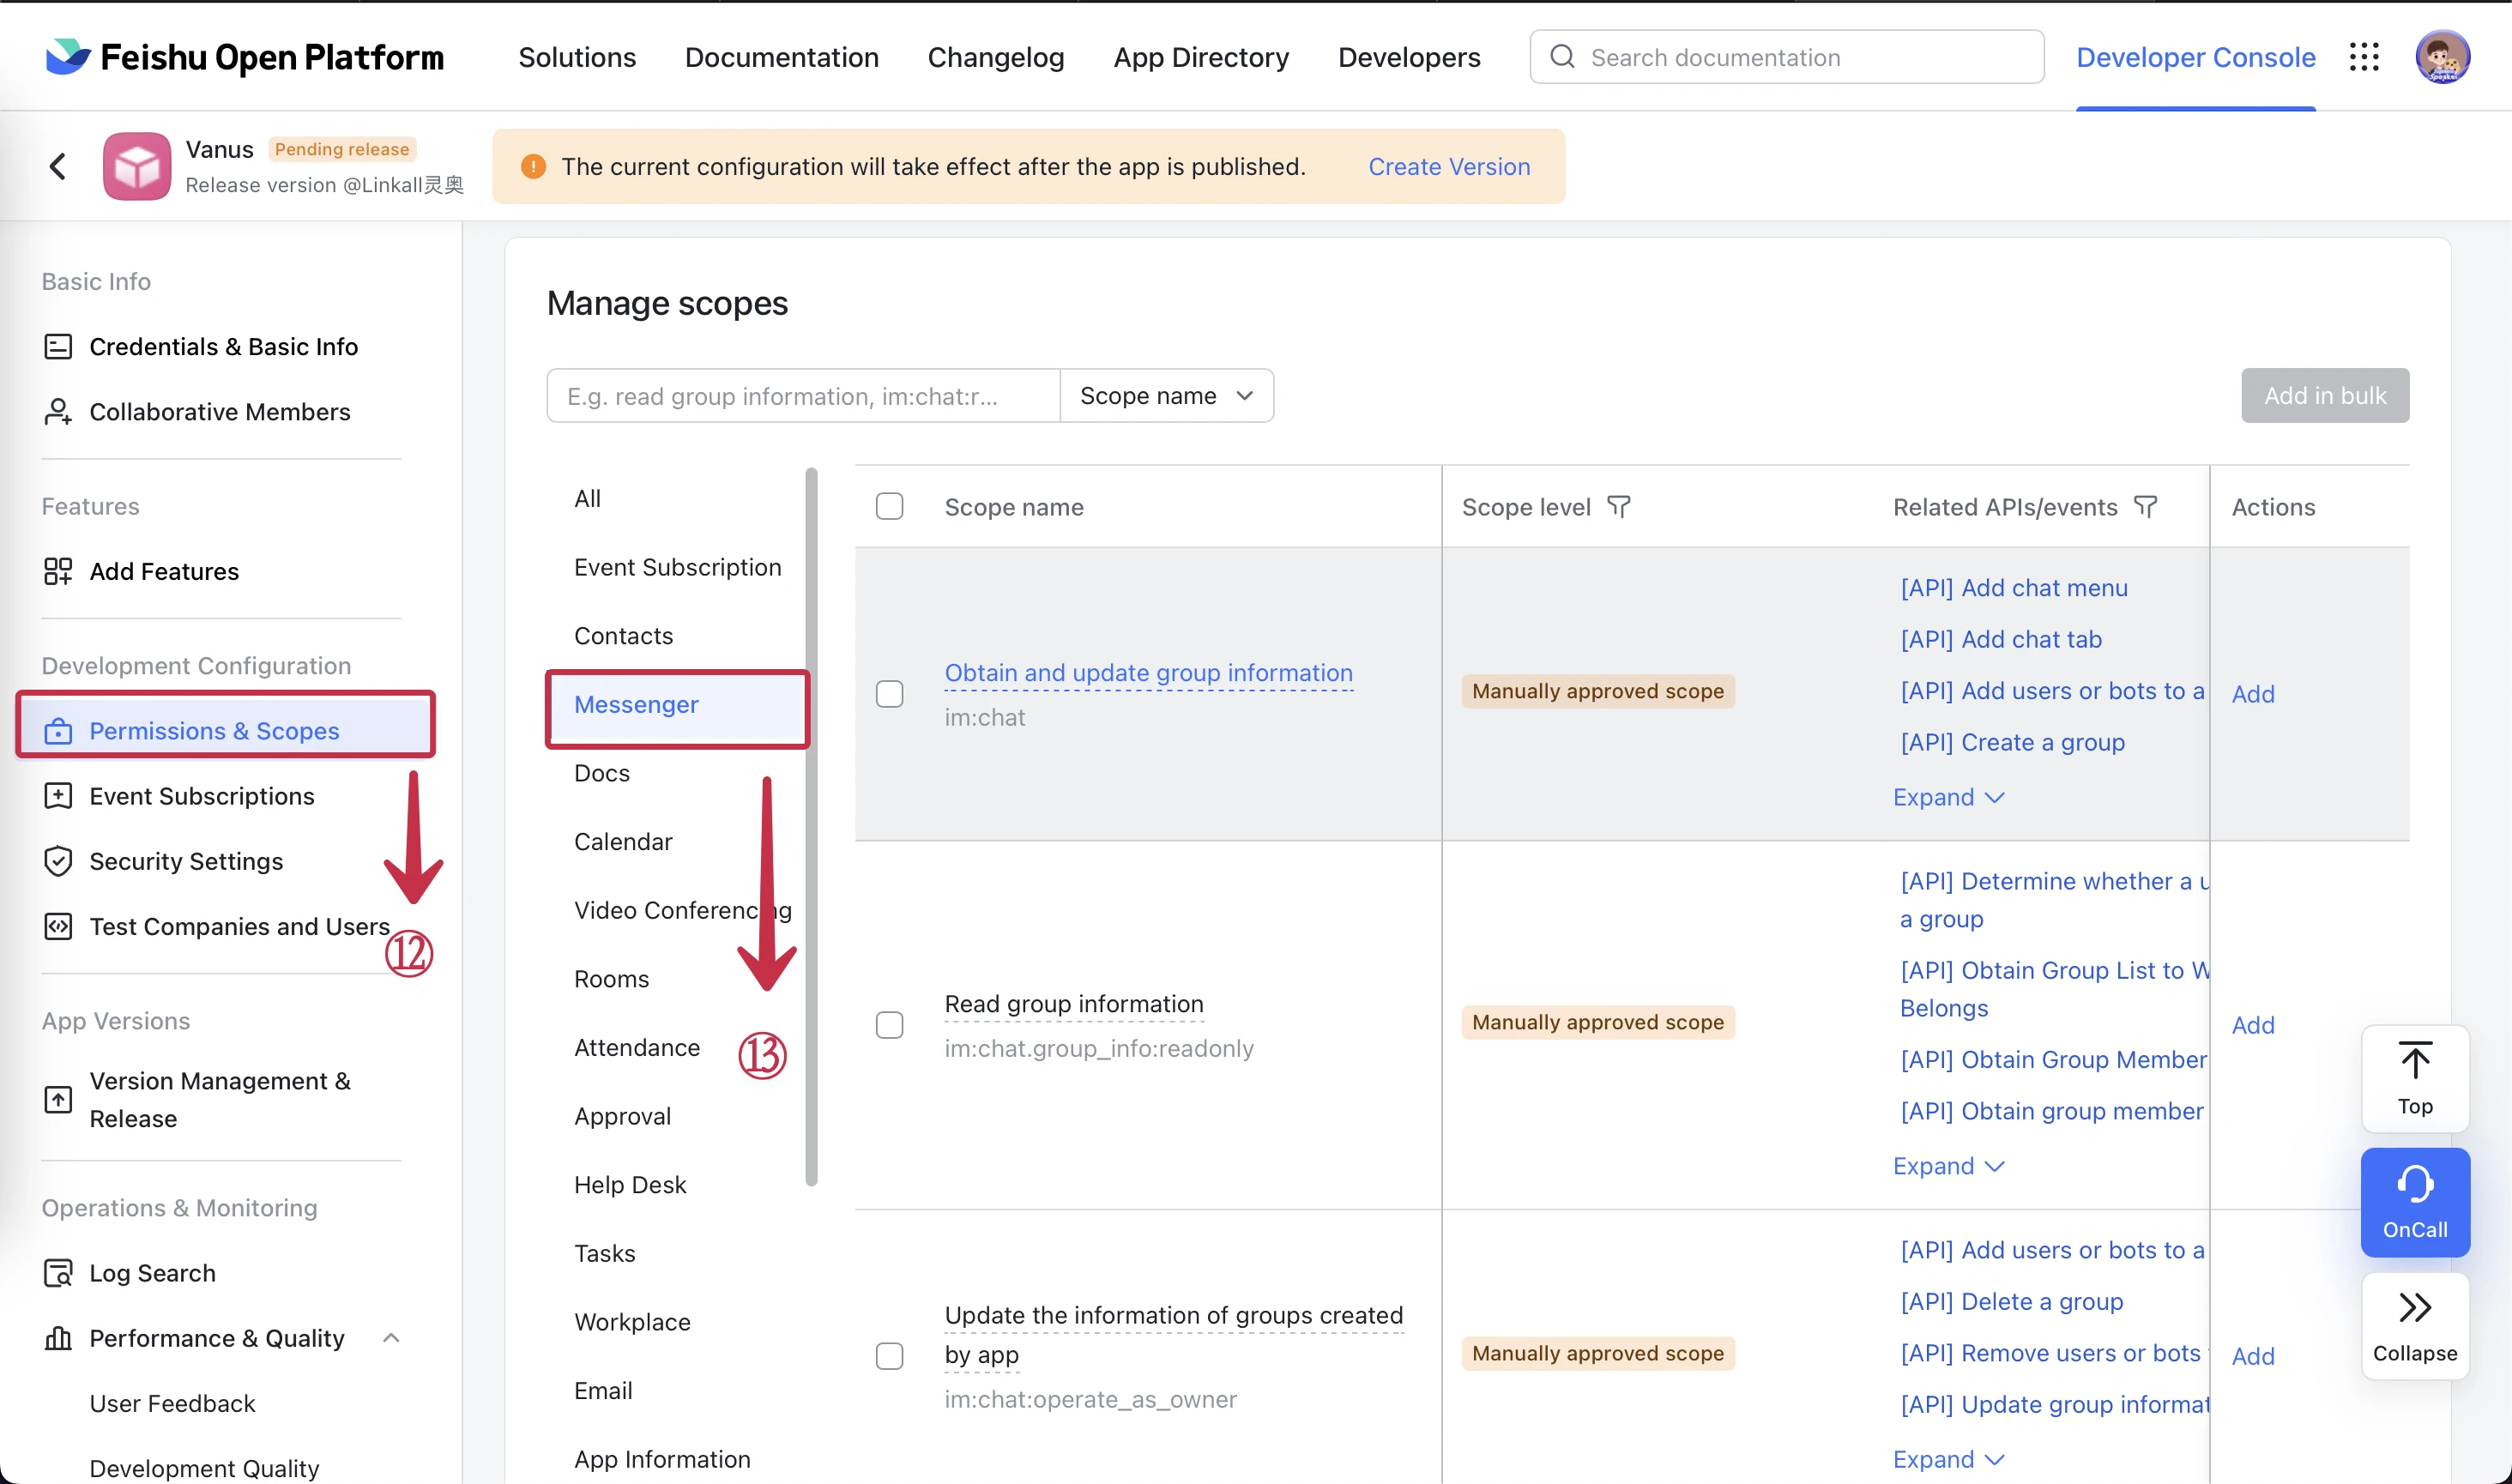 Feishu Open Platform
Solutions
Documentation
Changelog
App Directory
Developers
Search documentation
Developer Console
Vanus
Pending release
Release version @Linkall灵奥
The current configuration will take effect after the app is published.
Create Version
Basic Info
Credentials & Basic Info
Collaborative Members
Features
Add Features
Development Configuration
Permissions & Scopes
Event Subscriptions
Security Settings
Test Companies and Users
⑫
App Versions
Version Management &
Release
Operations & Monitoring
Log Search
Performance & Quality
User Feedback
Development Quality
Manage scopes
E.g. read group information, im:chat:r...
Scope name
Add in bulk
All
Event Subscription
Contacts
Messenger
Docs
Calendar
Video Conferencing
Rooms
Attendance
⑬
Approval
Help Desk
Tasks
Workplace
Email
App Information
Scope name
Scope level
Related APIs/events
Actions
Obtain and update group information
im:chat
Manually approved scope
[API] Add chat menu
[API] Add chat tab
[API] Add users or bots to a
[API] Create a group
Expand
Add
Read group information
im:chat.group_info:readonly
Manually approved scope
[API] Determine whether a u
a group
[API] Obtain Group List to W
Belongs
[API] Obtain Group Member
[API] Obtain group member
Expand
Add
Update the information of groups created
by app
im:chat:operate_as_owner
Manually approved scope
[API] Add users or bots to a
[API] Delete a group
[API] Remove users or bots
[API] Update group informat
Expand
Add
Top
OnCall
Collapse